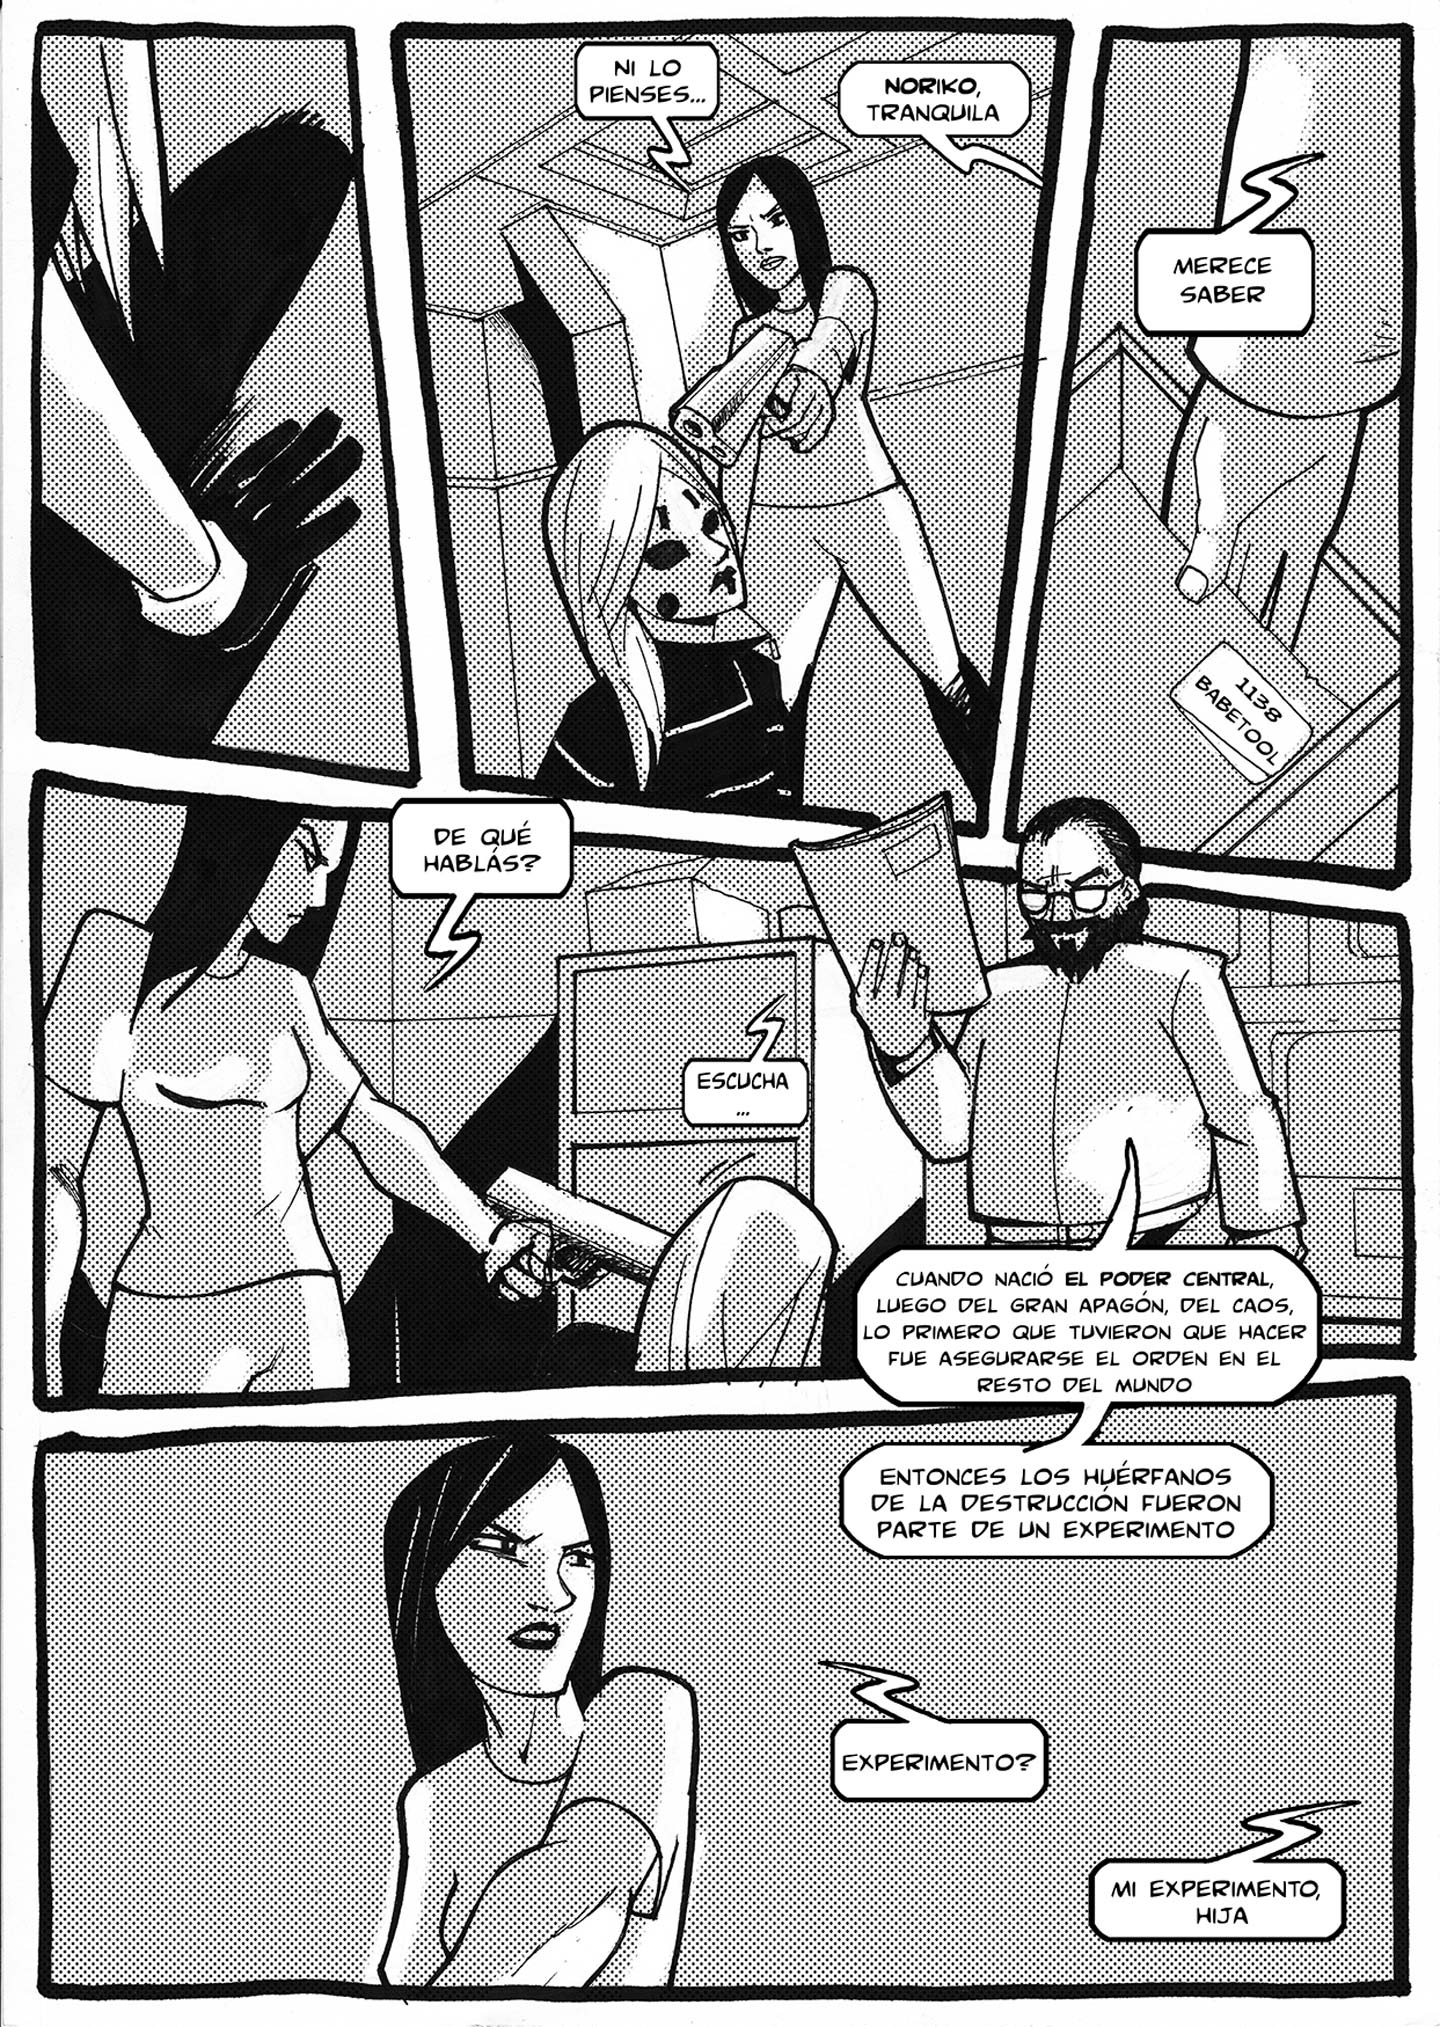 NI LO
PIENSES...
NORIKO,
TRANQUILA
MERECE
SABER
1138
BABETOOL
DE QUÉ
HABLÁS?
ESCUCHA
...
CUANDO NACIÓ EL PODER CENTRAL,
LUEGO DEL GRAN APAGÓN, DEL CAOS,
LO PRIMERO QUE TUVIERON QUE HACER
FUE ASEGURARSE EL ORDEN EN EL
RESTO DEL MUNDO
ENTONCES LOS HUÉRFANOS
DE LA DESTRUCCIÓN FUERON
PARTE DE UN EXPERIMENTO
EXPERIMENTO?
MI EXPERIMENTO,
HIJA